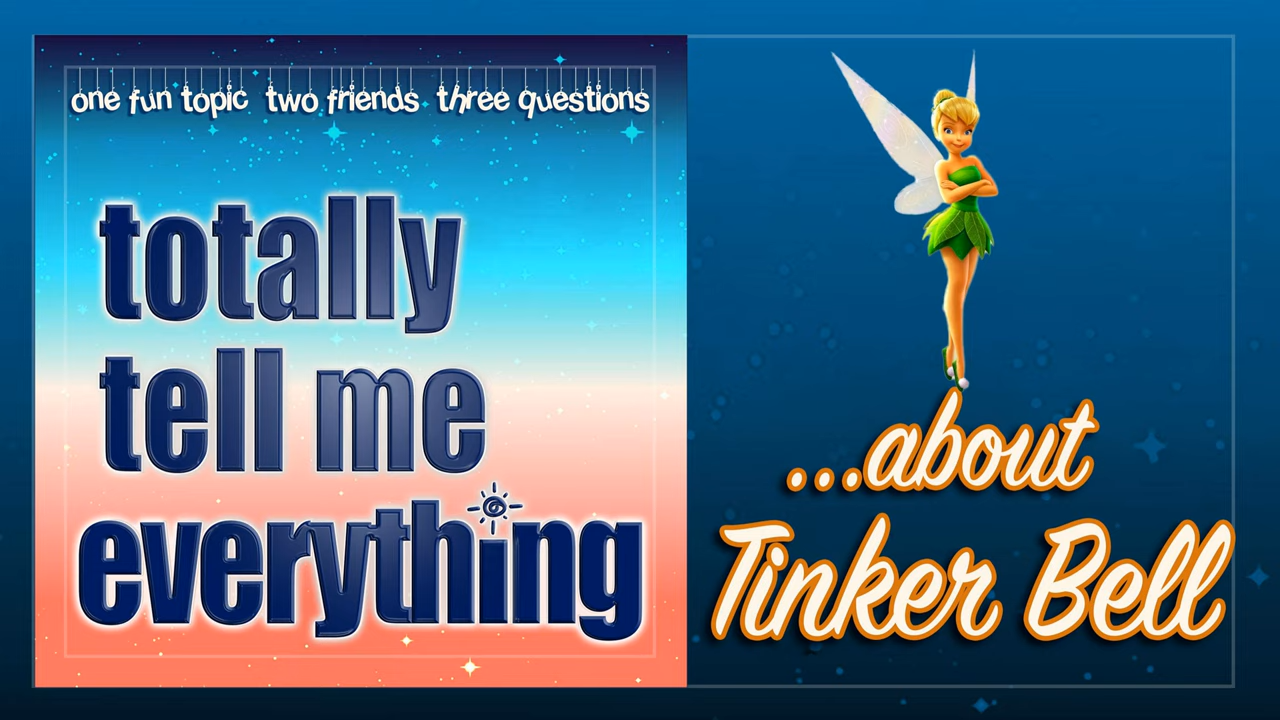 one fun topic two friends three questions
totally
tell me
everything
...about
Tinker Bell